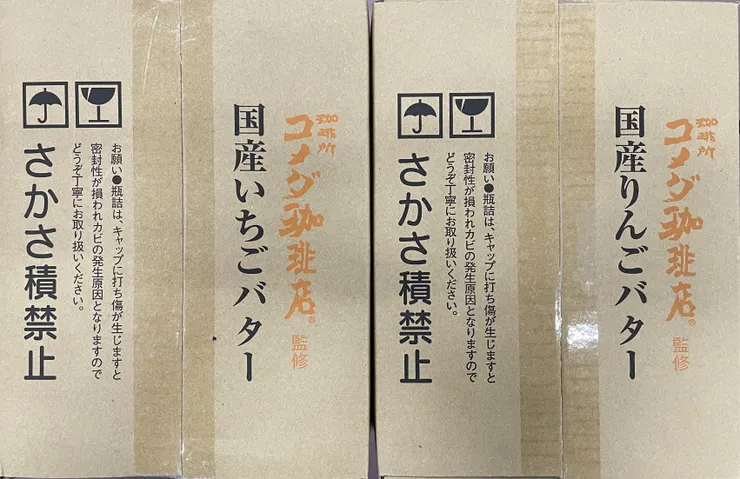 珈琲所
コメダ珈琲店®
監修
国産いちごバター
お願い●瓶詰は、キャップに打ち傷が生じますと
密封性が損われカビの発生原因となりますので
どうぞ丁寧にお取り扱いください。
さかさ積禁止
珈琲所
コメダ珈琲店®
監修
国産りんごバター
お願い●瓶詰は、キャップに打ち傷が生じますと
密封性が損われカビの発生原因となりますので
どうぞ丁寧にお取り扱いください。
さかさ積禁止